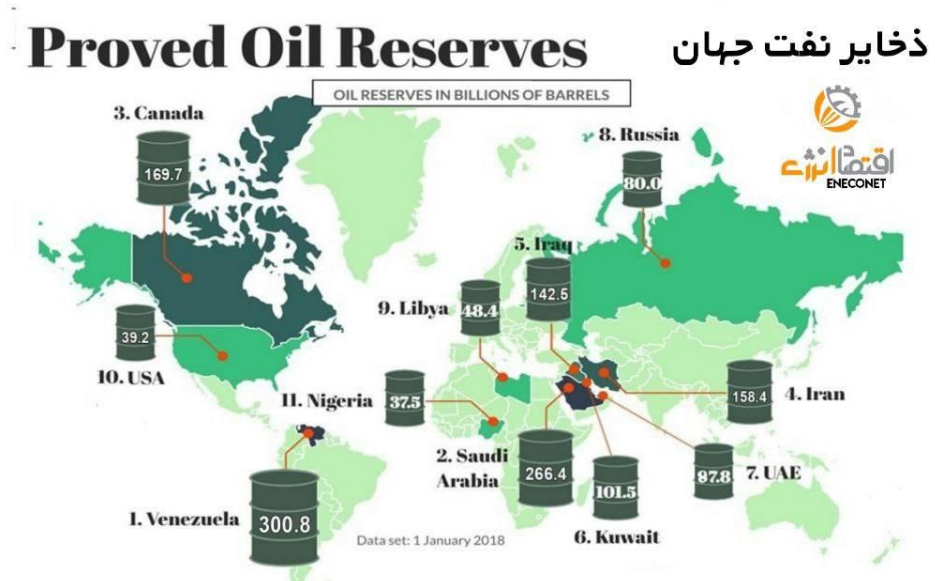 Proved Oil Reserves
ذخایر نفت جهان
OIL RESERVES IN BILLIONS OF BARRELS
اقتصاد انرژی
ENECONET
3. Canada
169.7
8. Russia
80.0
5. Iraq
142.5
9. Libya
48.4
39.2
10. USA
11. Nigeria
37.5
158.4
4. Iran
2. Saudi
Arabia
266.4
101.5
6. Kuwait
97.8
7. UAE
1. Venezuela
300.8
Data set: 1 January 2018